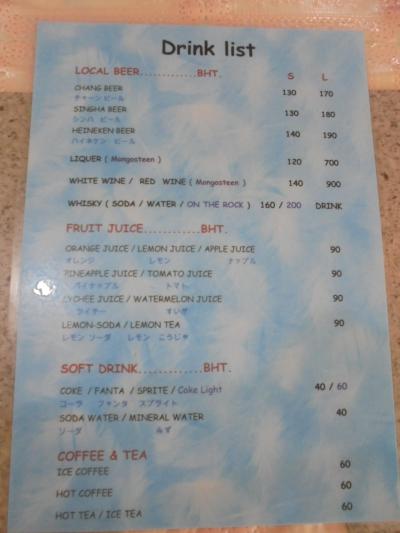 Drink list
LOCAL BEER.............BHT. S L
CHANG BEER 130 170
チャーン ビール
SINGHA BEER 130 180
シンハ ビール
HEINEKEN BEER 140 190
ハイネケン ビール
LIQUER ( Mangosteen ) 120 700
WHITE WINE / RED WINE ( Mangosteen ) 140 900
WHISKY ( SODA / WATER / ON THE ROCK ) 160 / 200 DRINK
FRUIT JUICE............BHT.
ORANGE JUICE / LEMON JUICE / APPLE JUICE 90
オレンジ レモン ナップル
PINEAPPLE JUICE / TOMATO JUICE 90
パイナップル トマト
LYCHEE JUICE / WATERMELON JUICE 90
ライチー すいか
LEMON-SODA / LEMON TEA 90
レモン ソーダ レモン こうじゃ
SOFT DRINK.............BHT.
COKE / FANTA / SPRITE / Coke Light 40 / 60
コーラ ファンタ スプライト
SODA WATER / MINERAL WATER 40
ソーダ みず
COFFEE & TEA
ICE COFFEE 60
HOT COFFEE 60
HOT TEA / ICE TEA 60